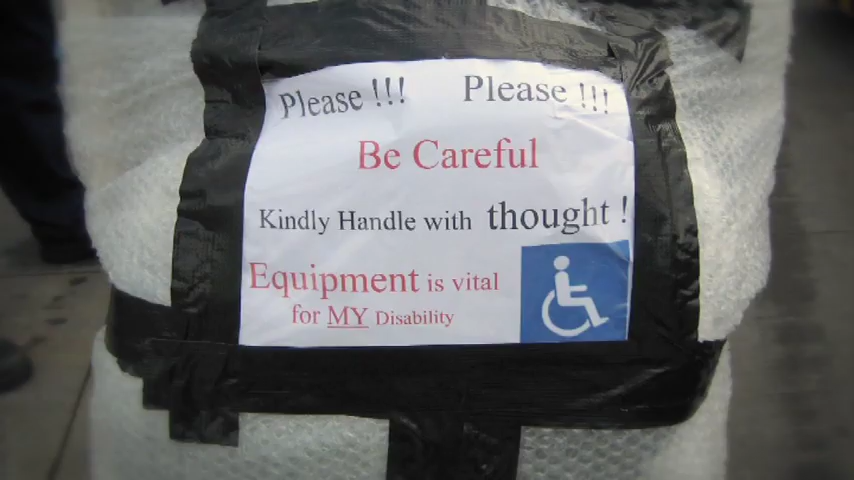 Please !!! Please !!!
Be Careful
Kindly Handle with thought !
Equipment is vital
for MY Disability